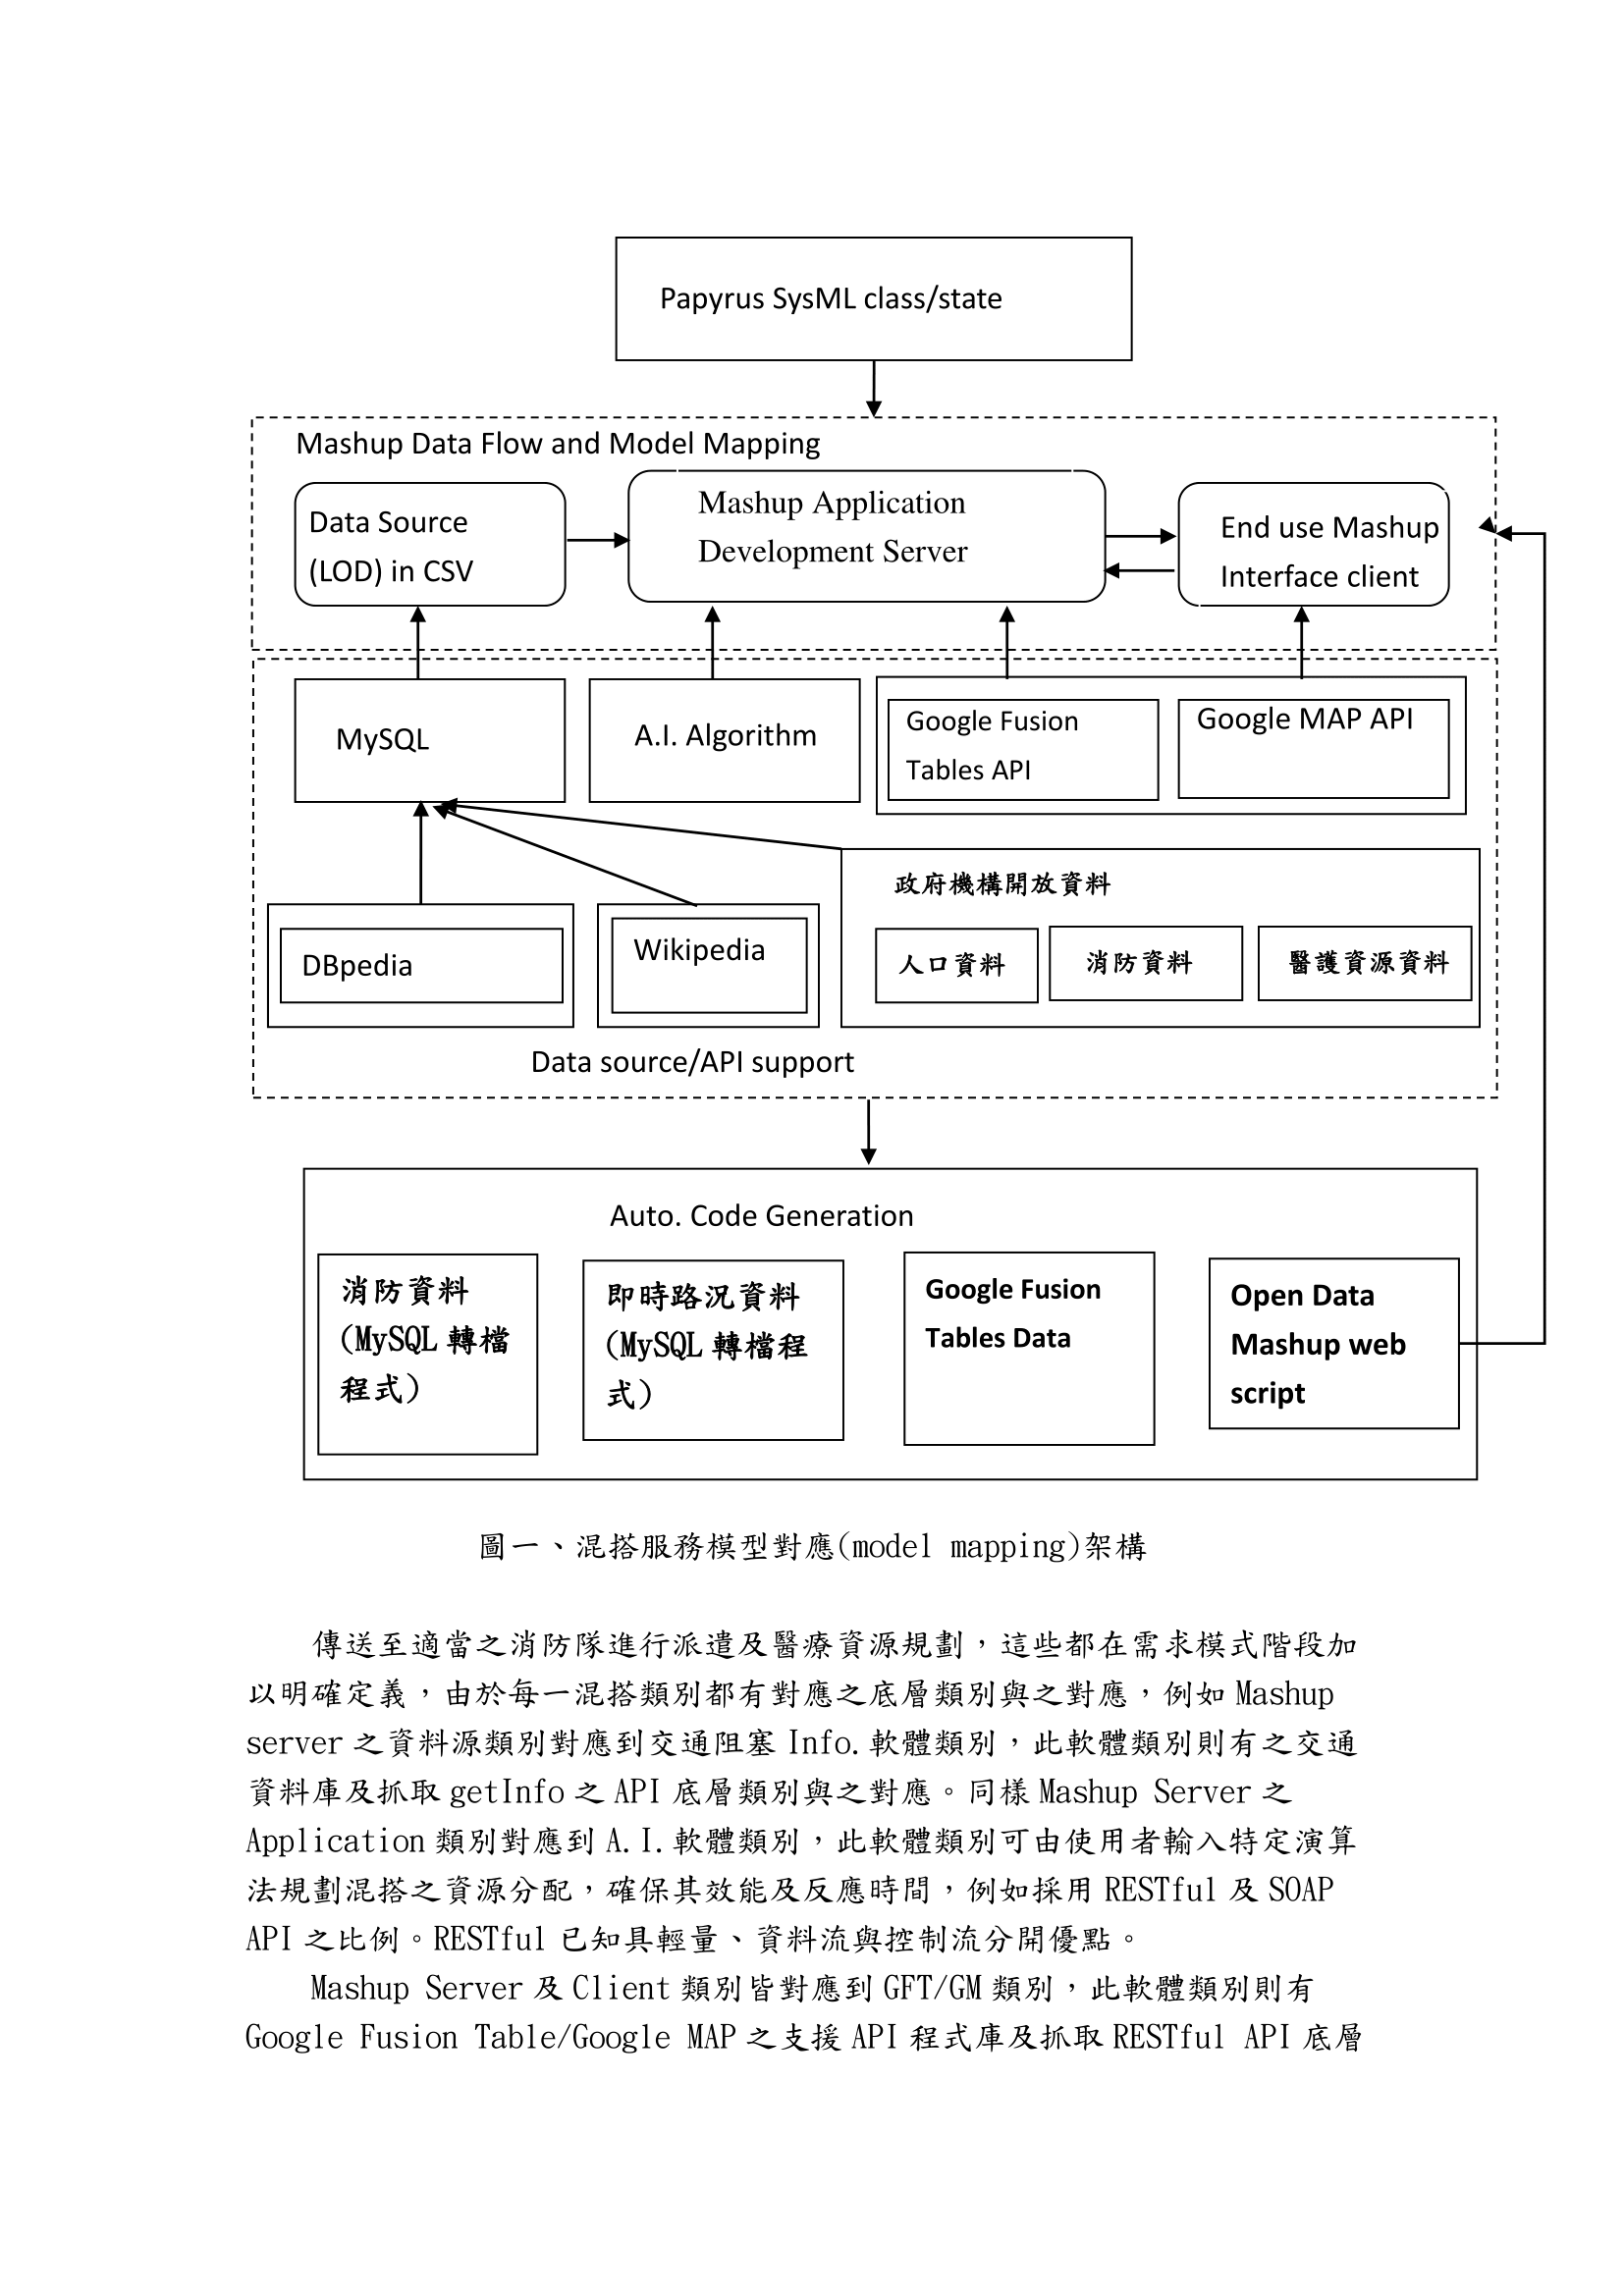 Papyrus SysML class/state
Mashup Data Flow and Model Mapping
Data Source
(LOD) in CSV
Mashup Application
Development Server
End use Mashup
Interface client
MySQL
A.I. Algorithm
Google Fusion
Tables API
Google MAP API
政府機構開放資料
DBpedia
Wikipedia
人口資料
消防資料
醫護資源資料
Data source/API support
Auto. Code Generation
消防資料
(MySQL 轉檔
程式)
即時路況資料
(MySQL 轉檔程
式)
Google Fusion
Tables Data
Open Data
Mashup web
script
圖一、混搭服務模型對應(model mapping)架構
傳送至適當之消防隊進行派遣及醫療資源規劃，這些都在需求模式階段加
以明確定義，由於每一混搭類別都有對應之底層類別與之對應，例如 Mashup
server 之資料源類別對應到交通阻塞 Info.軟體類別，此軟體類別則有之交通
資料庫及抓取 getInfo 之 API 底層類別與之對應。同樣 Mashup Server 之
Application 類別對應到 A.I.軟體類別，此軟體類別可由使用者輸入特定演算
法規劃混搭之資源分配，確保其效能及反應時間，例如採用 RESTful 及 SOAP
API 之比例。RESTful 已知具輕量、資料流與控制流分開優點。
Mashup Server 及 Client 類別皆對應到 GFT/GM 類別，此軟體類別則有
Google Fusion Table/Google MAP 之支援 API 程式庫及抓取 RESTful API 底層